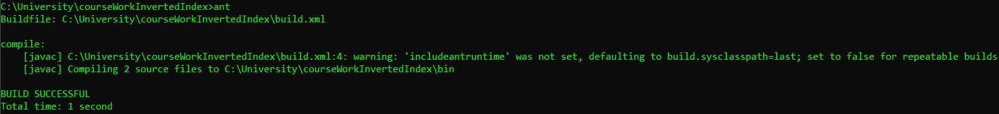 C:\University\courseWorkInvertedIndex>ant
Buildfile: C:\University\courseWorkInvertedIndex\build.xml
compile:
[javac] C:\University\courseWorkInvertedIndex\build.xml:4: warning: 'includeantruntime' was not set, defaulting to build.sysclasspath=last; set to false for repeatable builds
[javac] Compiling 2 source files to C:\University\courseWorkInvertedIndex\bin
BUILD SUCCESSFUL
Total time: 1 second